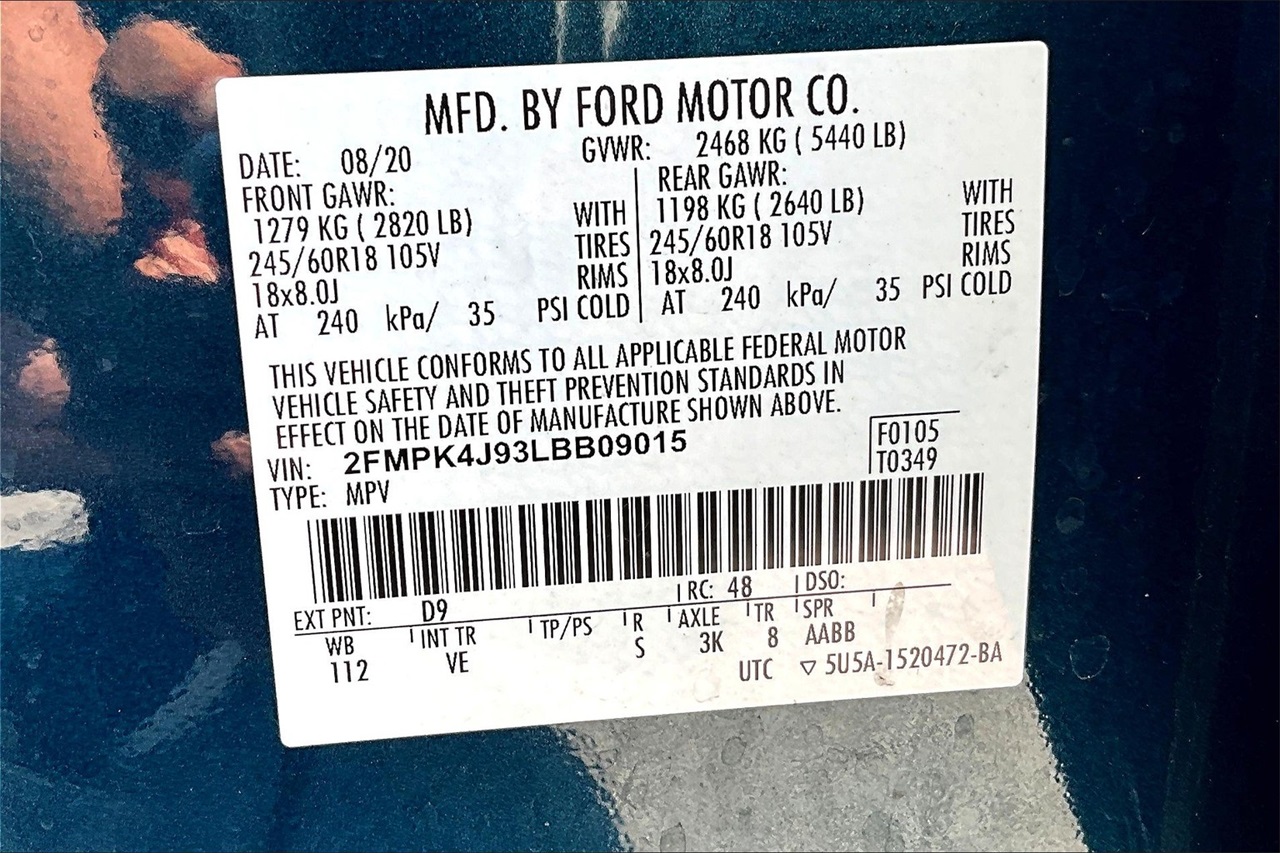 MFD. BY FORD MOTOR CO.
DATE: 08/20 GVWR: 2468 KG ( 5440 LB)
FRONT GAWR: REAR GAWR:
1279 KG ( 2820 LB) WITH 1198 KG ( 2640 LB) WITH
245/60R18 105V TIRES 245/60R18 105V TIRES
18x8.0J RIMS 18x8.0J RIMS
AT 240 kPa/ 35 PSI COLD AT 240 kPa/ 35 PSI COLD
THIS VEHICLE CONFORMS TO ALL APPLICABLE FEDERAL MOTOR
VEHICLE SAFETY AND THEFT PREVENTION STANDARDS IN
EFFECT ON THE DATE OF MANUFACTURE SHOWN ABOVE.
VIN: 2FMPK4J93LBB09015 F0105
TYPE: MPV T0349
EXT PNT: D9 RC: 48 DSO:
WB INT TR TP/PS R AXLE TR SPR
112 VE S 3K 8 AABB
UTC ▽ 5U5A-1520472-BA